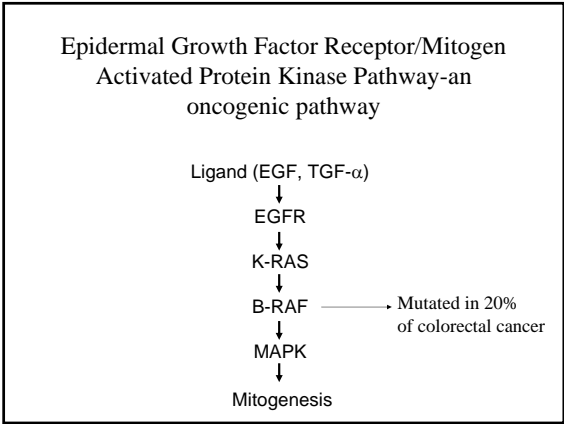 Epidermal Growth Factor Receptor/Mitogen
Activated Protein Kinase Pathway-an
oncogenic pathway
Ligand (EGF, TGF-α)
EGFR
K-RAS
B-RAF
Mutated in 20%
of colorectal cancer
MAPK
Mitogenesis